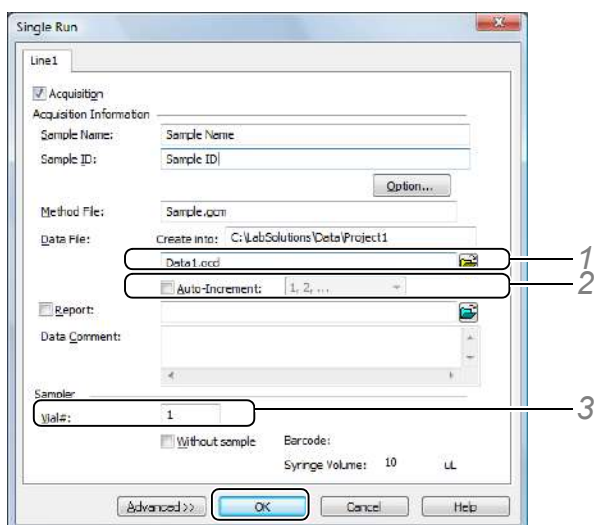 Single Run
Line1
Acquisition
Acquisition Information
Sample Name: Sample Name
Sample ID: Sample ID
Option...
Method File: Sample.gcm
Data File: Create into: C:\LabSolutions\Data\Project1
Data1.gcd 1
Auto-Increment: 1, 2, ... 2
Report:
Data Comment:
Sampler
Vial#: 1 3
Without sample Barcode:
Syringe Volume: 10 uL
Advanced >> OK Cancel Help